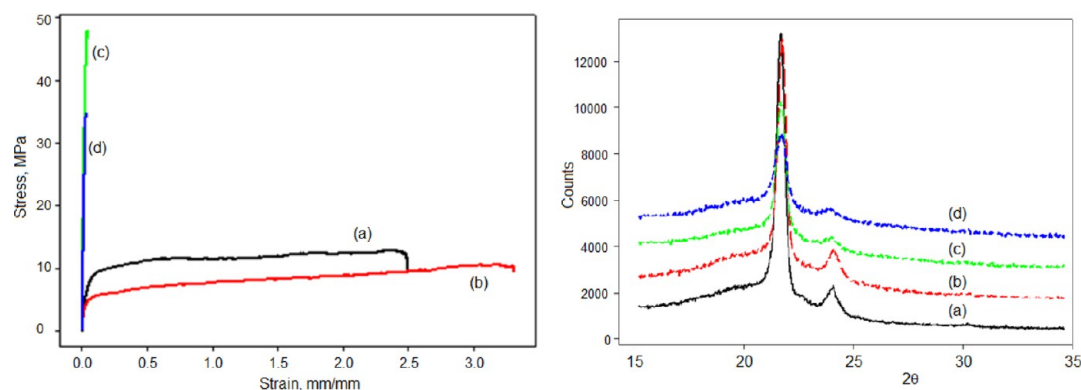 50
40
30
20
10
0
Stress, MPa
(c)
(d)
(a)
(b)
0.0 0.5 1.0 1.5 2.0 2.5 3.0
Strain, mm/mm
12000
10000
8000
6000
4000
2000
0
Counts
(d)
(c)
(b)
(a)
15 20 25 30 35
2θ